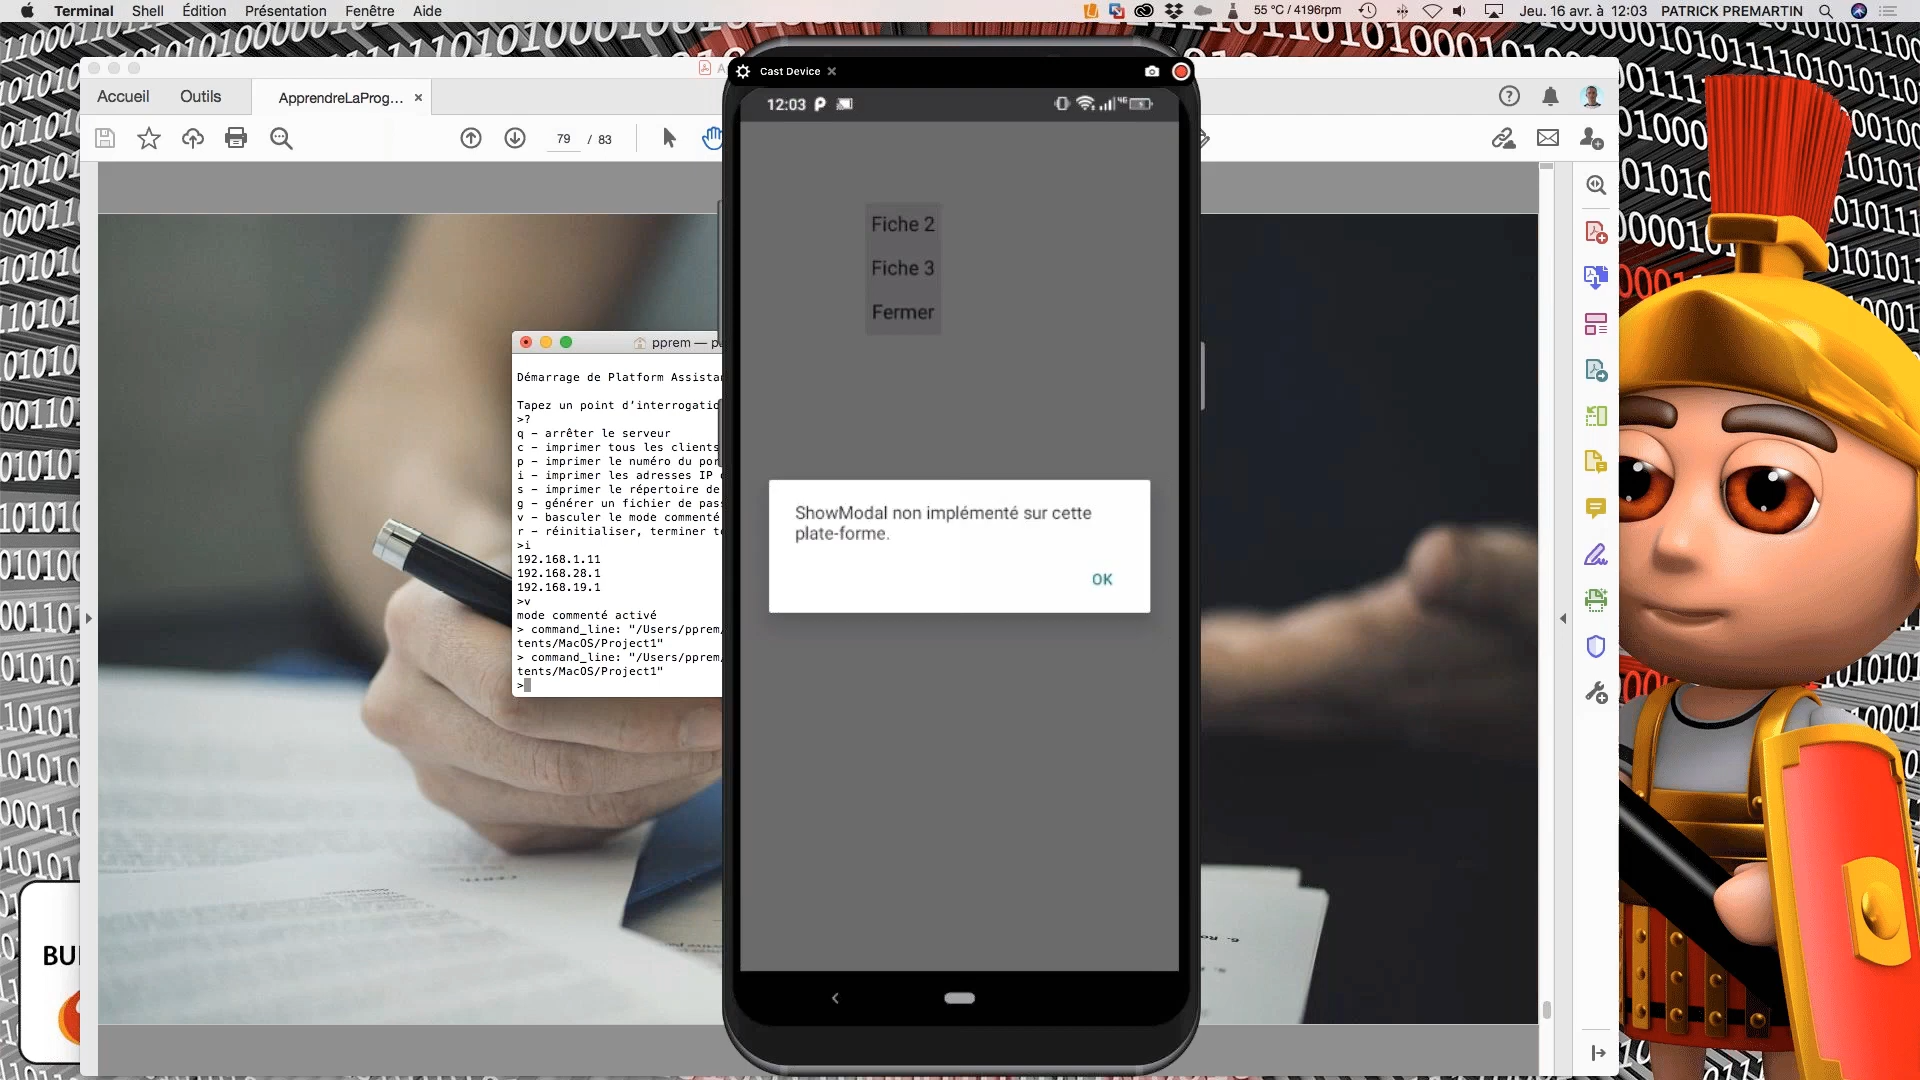 Terminal Shell Édition Présentation Fenêtre Aide
55 °C / 4196rpm Jeu. 16 avr. à 12:03 PATRICK PREMARTIN
Cast Device
Accueil Outils ApprendreLaProg...
79 / 83
12:03
Fiche 2
Fiche 3
Fermer
pprem —
Démarrage de Platform Assistan
Tapez un point d'interrogatio
>?
q – arrêter le serveur
c – imprimer tous les clients
p – imprimer le numéro du por
i – imprimer les adresses IP
s – imprimer le répertoire de
g – générer un fichier de pas
v – basculer le mode commenté
r – réinitialiser, terminer
>i
192.168.1.11
192.168.28.1
192.168.19.1
>v
mode commenté activé
> command_line: "/Users/pprem/
tents/MacOS/Project1"
> command_line: "/Users/pprem/
tents/MacOS/Project1"
>
ShowModal non implémenté sur cette
plate-forme.
OK
BU